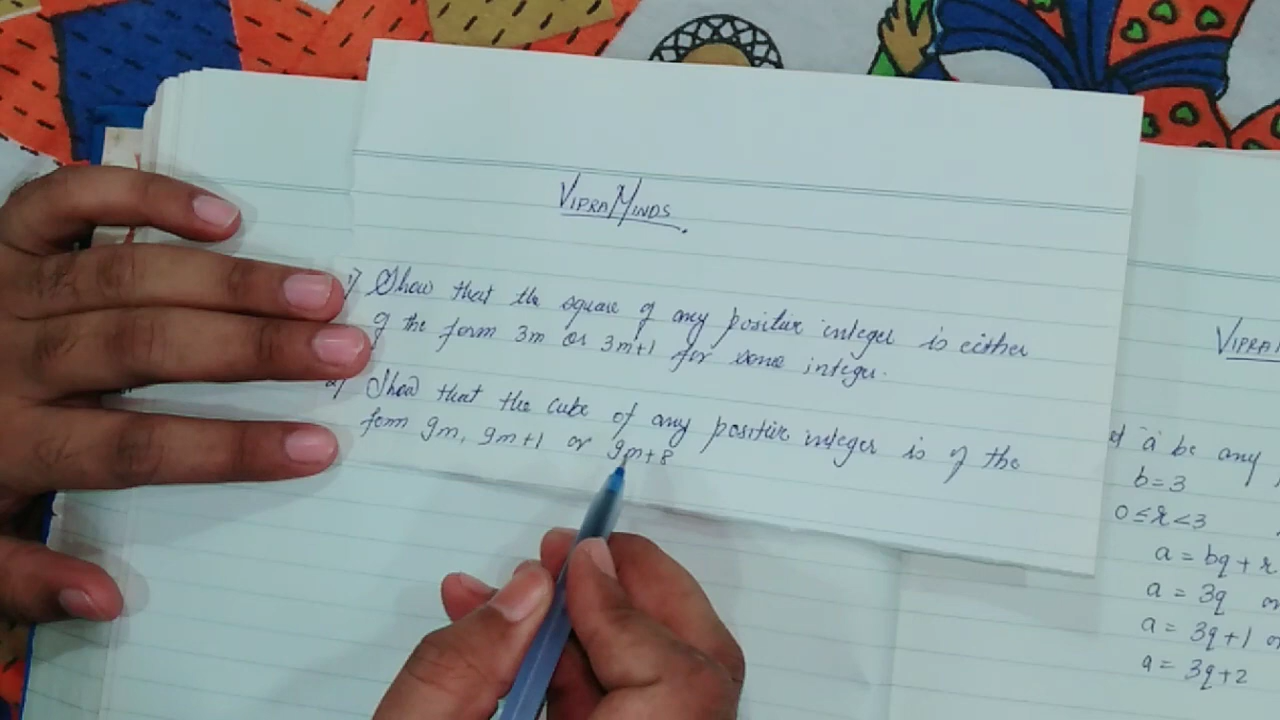 VIPRAMINDS
1) Show that the square of any positive integer is either
of the form 3m or 3m+1 for some integer.
2) Show that the cube of any positive integer is of the
form 9m, 9m+1 or 9m+8
a be any
b=3
0≤r<3
a = bq + r
a = 3q or
a = 3q+1 or
a = 3q+2